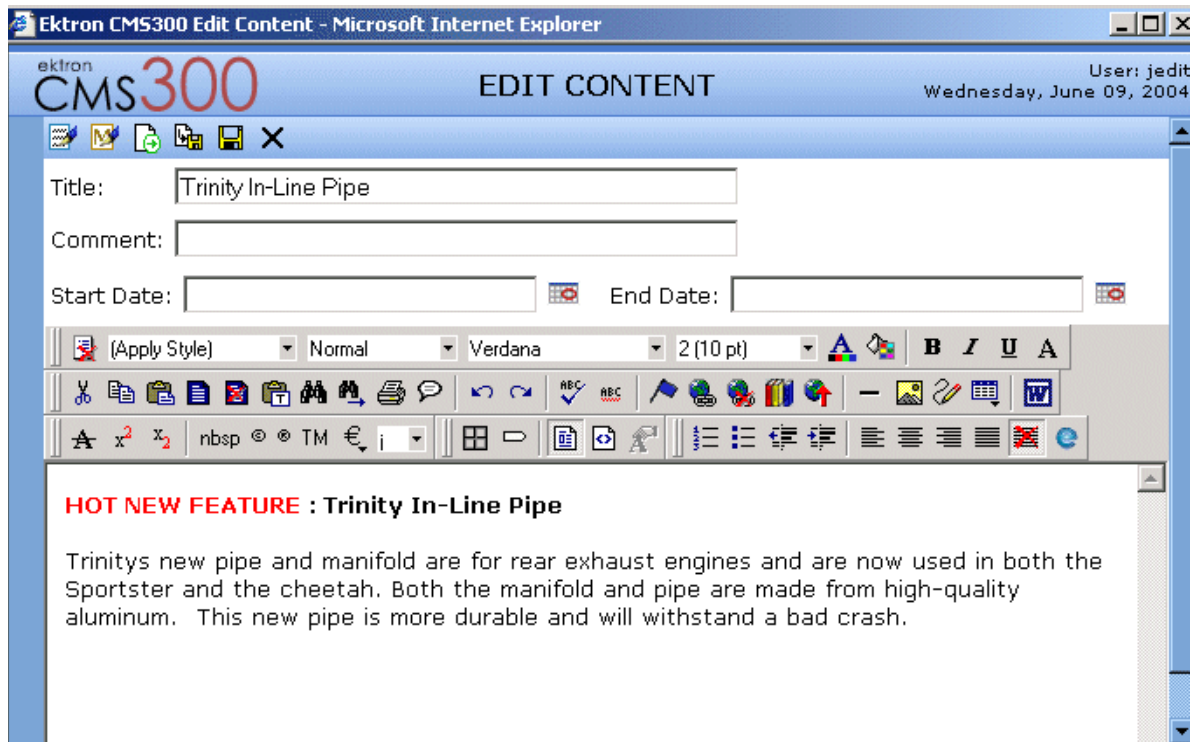 Ektron CMS300 Edit Content - Microsoft Internet Explorer
ektron
CMS300
EDIT CONTENT
User: jedit
Wednesday, June 09, 2004
Title: Trinity In-Line Pipe
Comment:
Start Date: End Date:
(Apply Style) Normal Verdana 2 (10 pt) A B I U A
ABC ABC W
A x2 x2 nbsp © ® TM € ¡
HOT NEW FEATURE : Trinity In-Line Pipe
Trinitys new pipe and manifold are for rear exhaust engines and are now used in both the
Sportster and the cheetah. Both the manifold and pipe are made from high-quality
aluminum.  This new pipe is more durable and will withstand a bad crash.